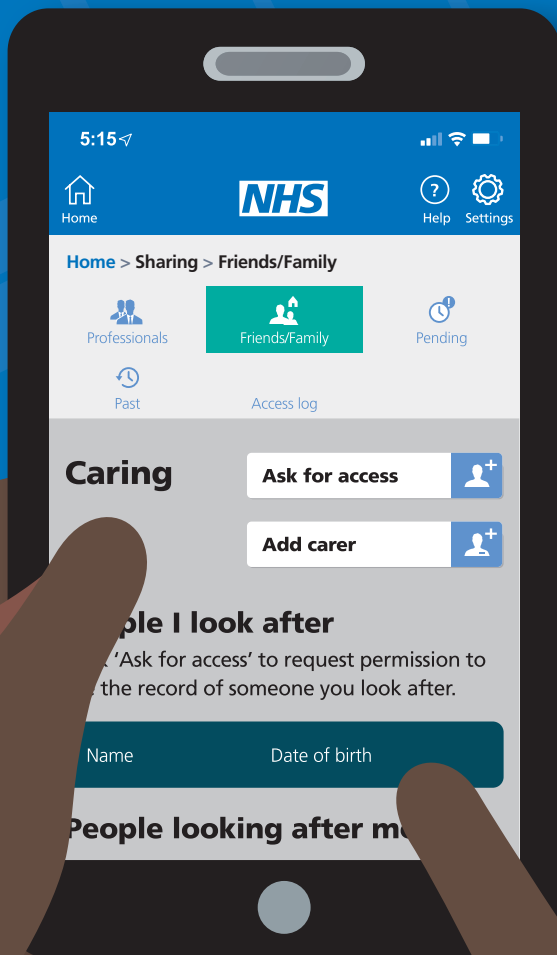 5:15
NHS
Home
Help Settings
Home > Sharing > Friends/Family
Professionals Friends/Family Pending
Past Access log
Caring
Ask for access
Add carer
I look after
'Ask for access' to request permission to
the record of someone you look after.
Name Date of birth
People looking after